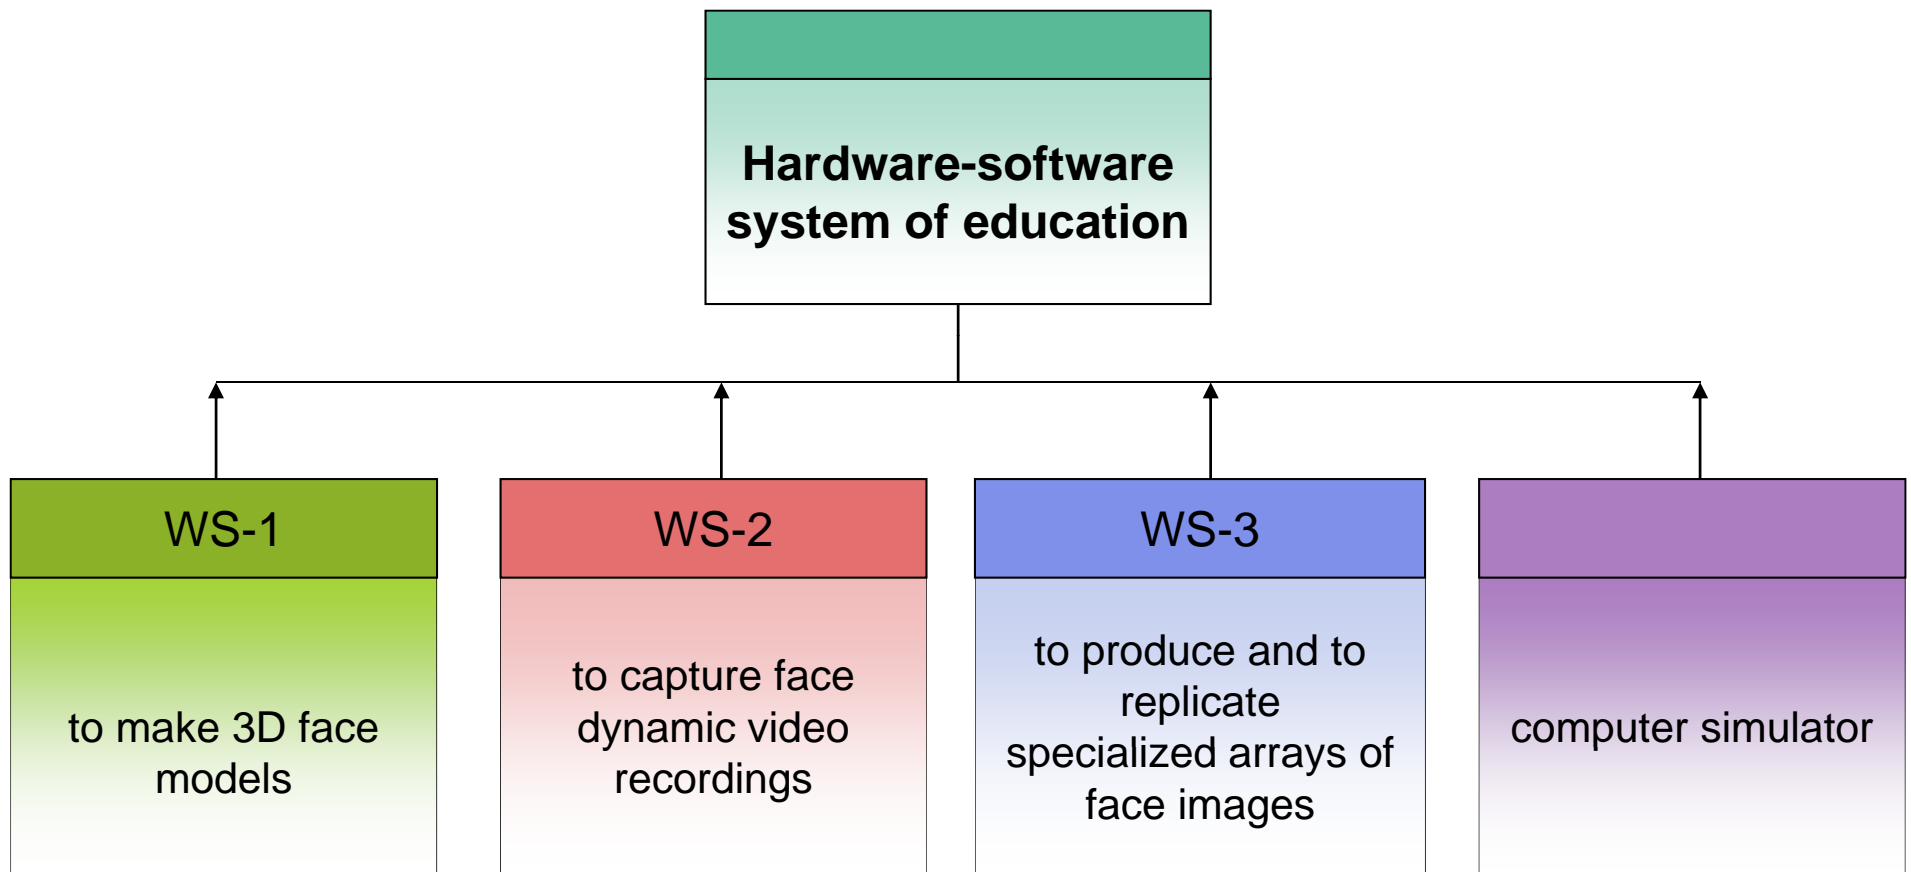 Hardware-software
system of education
WS-1
to make 3D face
models
WS-2
to capture face
dynamic video
recordings
WS-3
to produce and to
replicate
specialized arrays of
face images
computer simulator